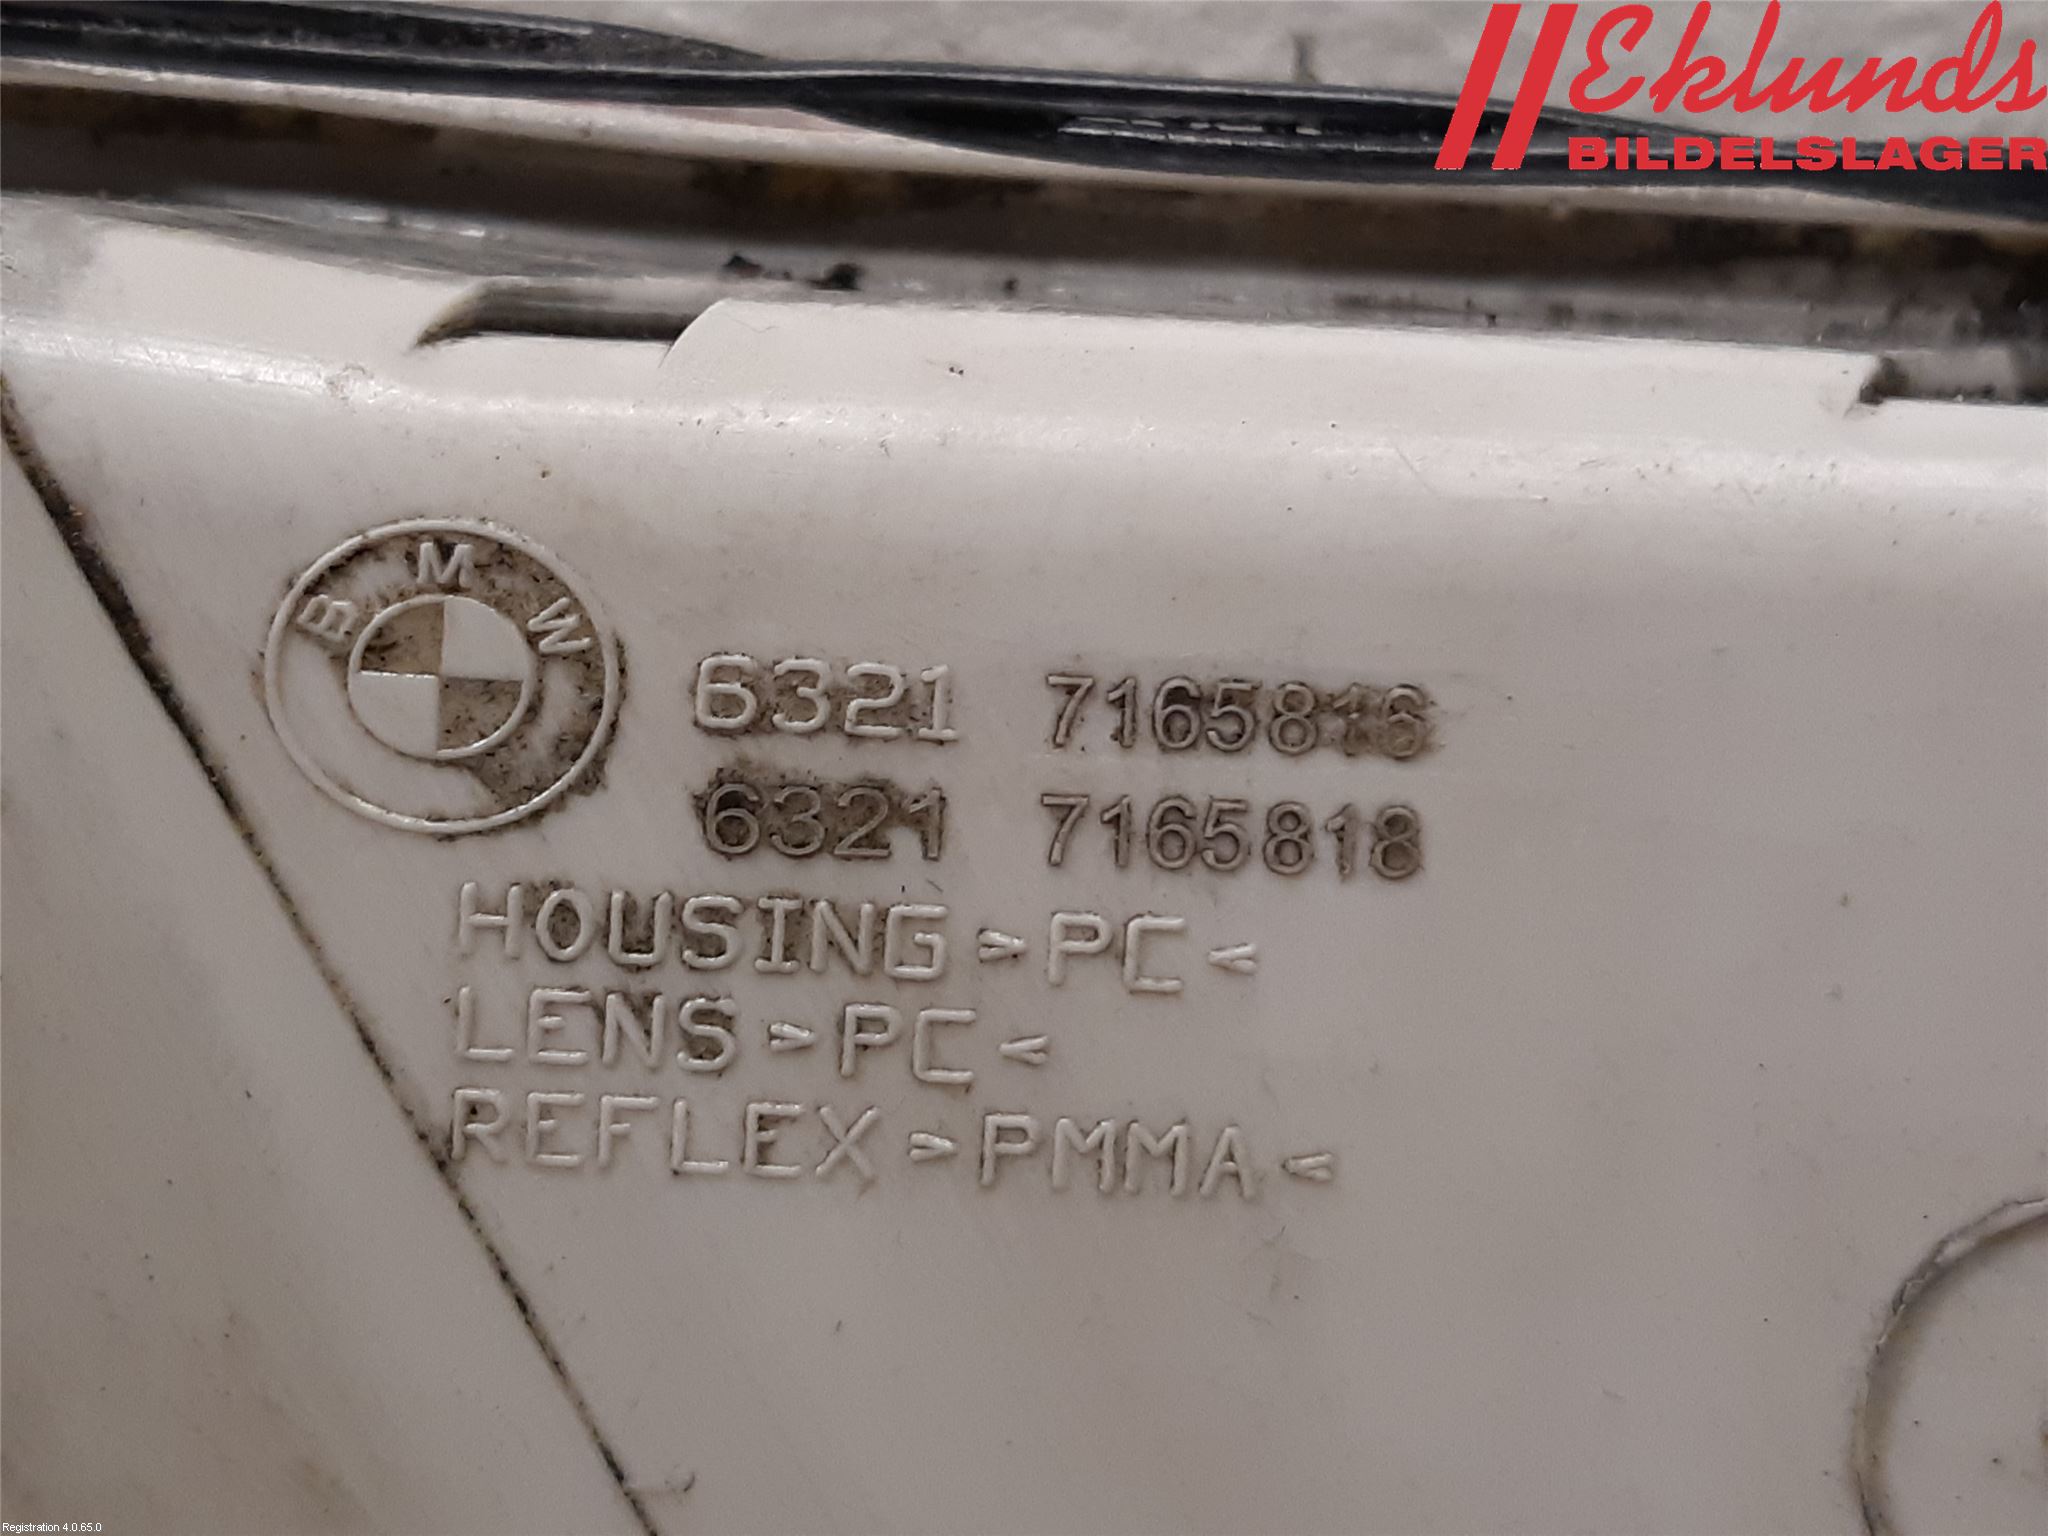 Eklunds
BILDELSLAGER
BMW
6321 7165816
6321 7165818
HOUSING >PC<
LENS >PC<
REFLEX >PMMA<
Registration 4.0.65.0